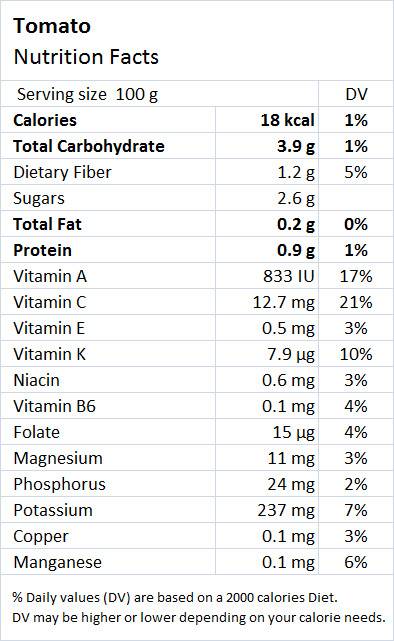 Tomato
Nutrition Facts
Serving size 100 g DV
Calories 18 kcal 1%
Total Carbohydrate 3.9 g 1%
Dietary Fiber 1.2 g 5%
Sugars 2.6 g
Total Fat 0.2 g 0%
Protein 0.9 g 1%
Vitamin A 833 IU 17%
Vitamin C 12.7 mg 21%
Vitamin E 0.5 mg 3%
Vitamin K 7.9 µg 10%
Niacin 0.6 mg 3%
Vitamin B6 0.1 mg 4%
Folate 15 µg 4%
Magnesium 11 mg 3%
Phosphorus 24 mg 2%
Potassium 237 mg 7%
Copper 0.1 mg 3%
Manganese 0.1 mg 6%
% Daily values (DV) are based on a 2000 calories Diet.
DV may be higher or lower depending on your calorie needs.